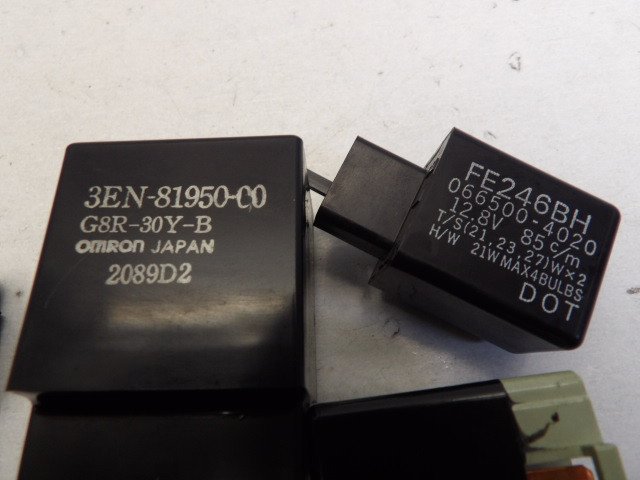 3EN-81950-00
G8R-30Y-B
OMRON JAPAN
2089D2
FE246BH
066500-4020
12.8V 85c/m
T/S(21,23,27)W×2
H/W 21W MAX4BULBS
DOT